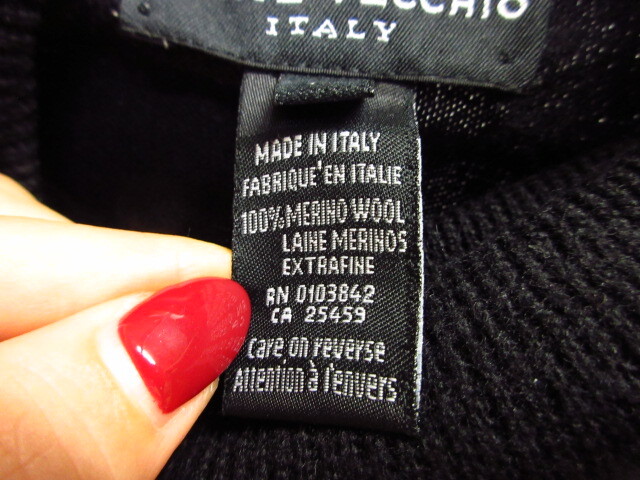 VECCHIO
ITALY
MADE IN ITALY
FABRIQUE'EN ITALIE
100%MERINO WOOL
LAINE MERINOS
EXTRAFINE
RN 0103842
CA 25459
Care on reverse
Attention à l'envers